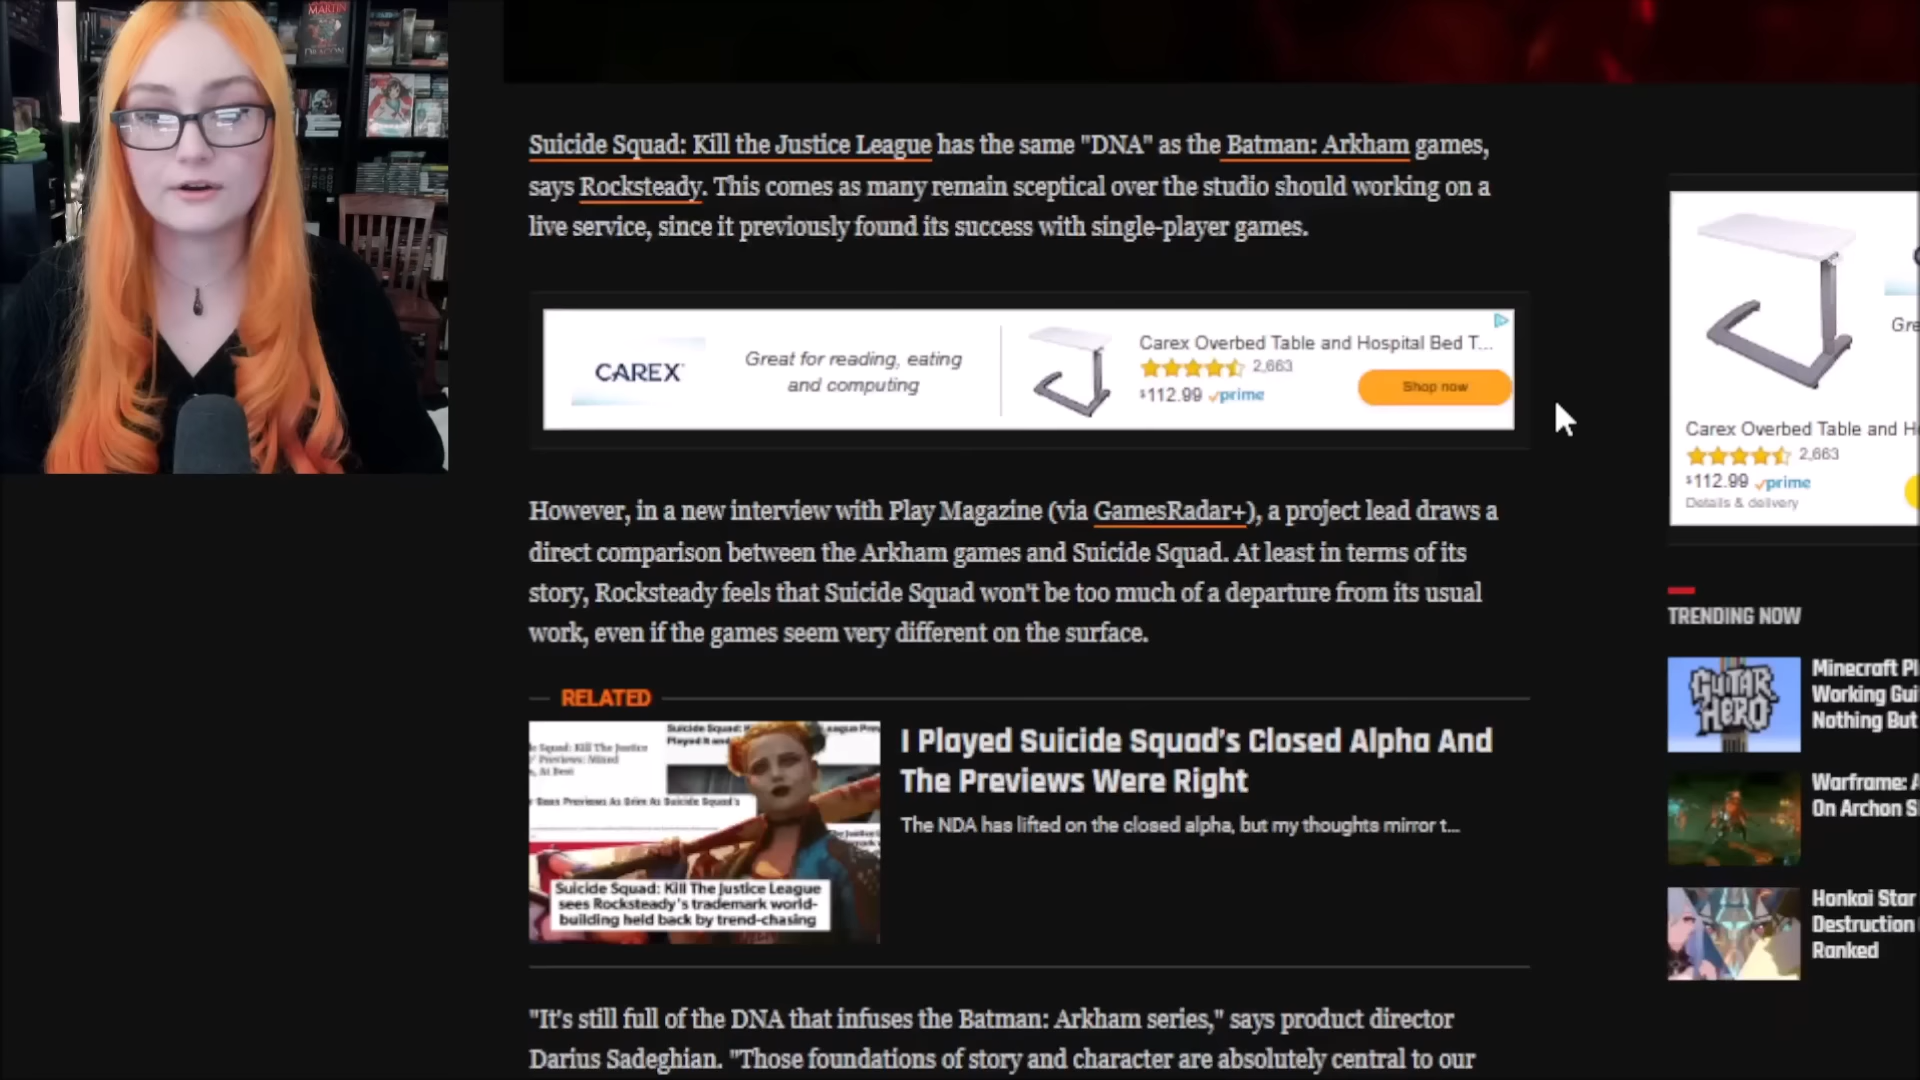 MARTIN
DRAGON
Suicide Squad: Kill the Justice League has the same "DNA" as the Batman: Arkham games,
says Rocksteady. This comes as many remain sceptical over the studio should working on a
live service, since it previously found its success with single-player games.
CAREX
Great for reading, eating
and computing
Carex Overbed Table and Hospital Bed T...
2,663
$112.99 prime
Shop now
Carex Overbed Table and H
2,663
$112.99 prime
Details & delivery
Gre
However, in a new interview with Play Magazine (via GamesRadar+), a project lead draws a
direct comparison between the Arkham games and Suicide Squad. At least in terms of its
story, Rocksteady feels that Suicide Squad won't be too much of a departure from its usual
work, even if the games seem very different on the surface.
RELATED
Suicide Squad: Kill The Justice League
sees Rocksteady's trademark world-
building held back by trend-chasing
I Played Suicide Squad's Closed Alpha And
The Previews Were Right
The NDA has lifted on the closed alpha, but my thoughts mirror t...
TRENDING NOW
GUITAR
HERO
Minecraft Pl
Working Gui
Nothing But
Warframe: A
On Archon S
Honkai Star
Destruction
Ranked
"It's still full of the DNA that infuses the Batman: Arkham series," says product director
Darius Sadeghian. "Those foundations of story and character are absolutely central to our